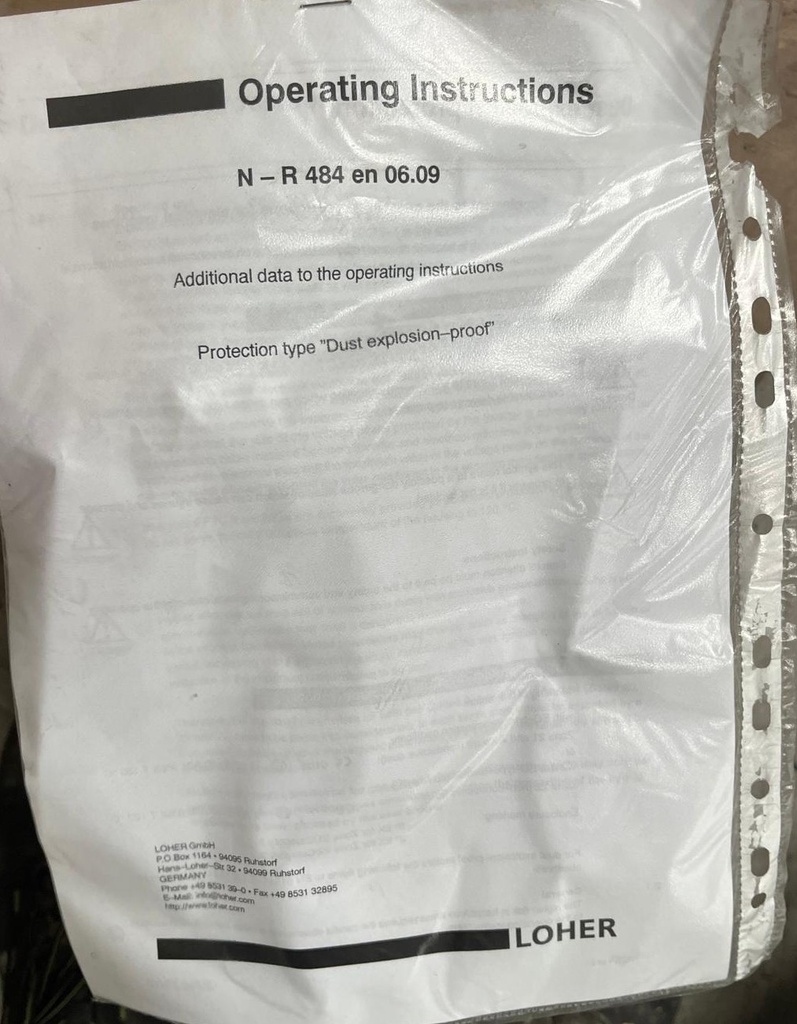 Operating Instructions
N – R 484 en 06.09
Additional data to the operating instructions
Protection type "Dust explosion–proof"
LOHER GmbH
P.O.Box 1164 • 94095 Ruhstorf
Hans–Loher–Str 32 • 94099 Ruhstorf
GERMANY
Phone +49 8531 39–0 • Fax +49 8531 32895
E–Mail: info@loher.com
http://www.loher.com
LOHER